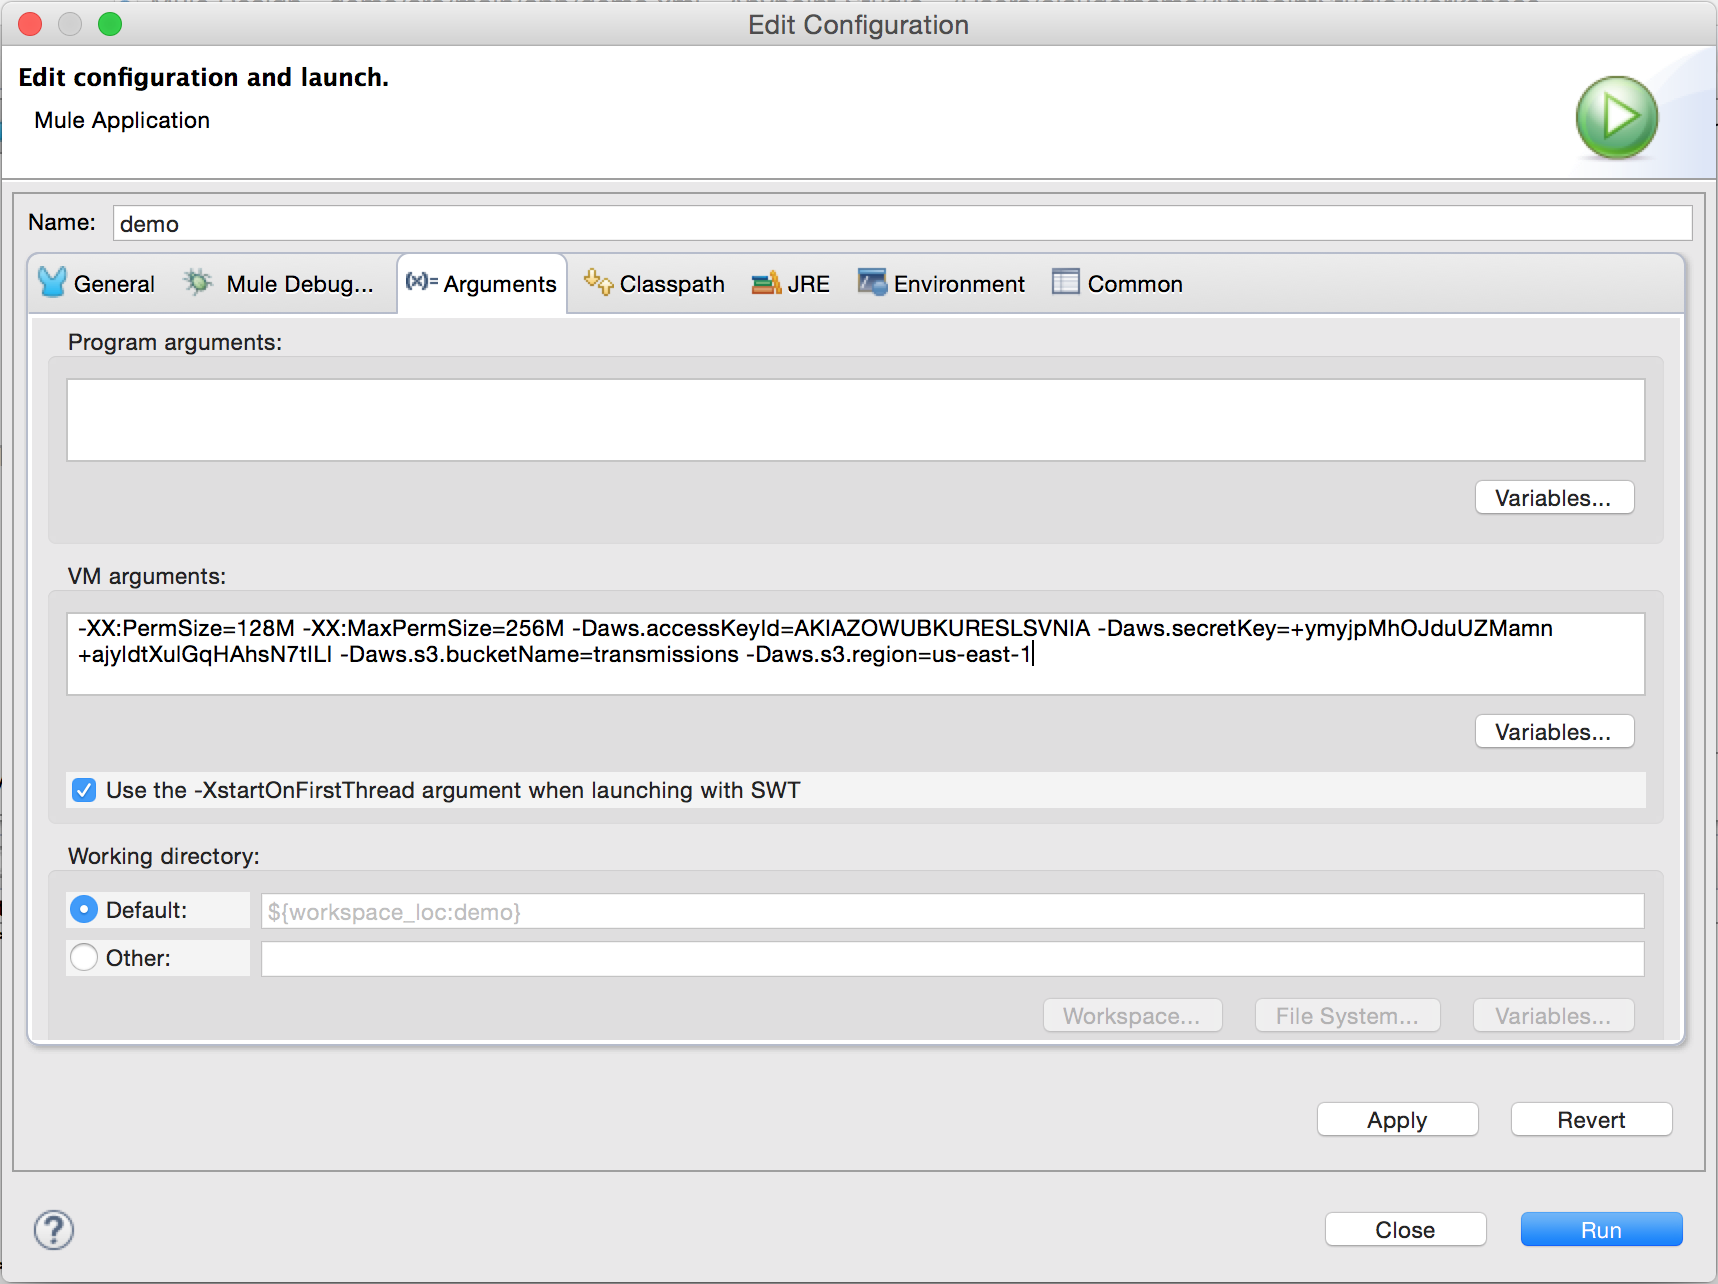 Edit Configuration
Edit configuration and launch.
Mule Application
Name: demo
General Mule Debug... (x)= Arguments Classpath JRE Environment Common
Program arguments:
Variables...
VM arguments:
-XX:PermSize=128M -XX:MaxPermSize=256M -Daws.accessKeyId=AKIAZOWUBKURESLSVNIA -Daws.secretKey=+ymyjpMhOJduUZMamn
+ajyldtXulGqHAhsN7tILl -Daws.s3.bucketName=transmissions -Daws.s3.region=us-east-1
Variables...
Use the -XstartOnFirstThread argument when launching with SWT
Working directory:
Default: ${workspace_loc:demo}
Other:
Workspace... File System... Variables...
Apply Revert
? Close Run